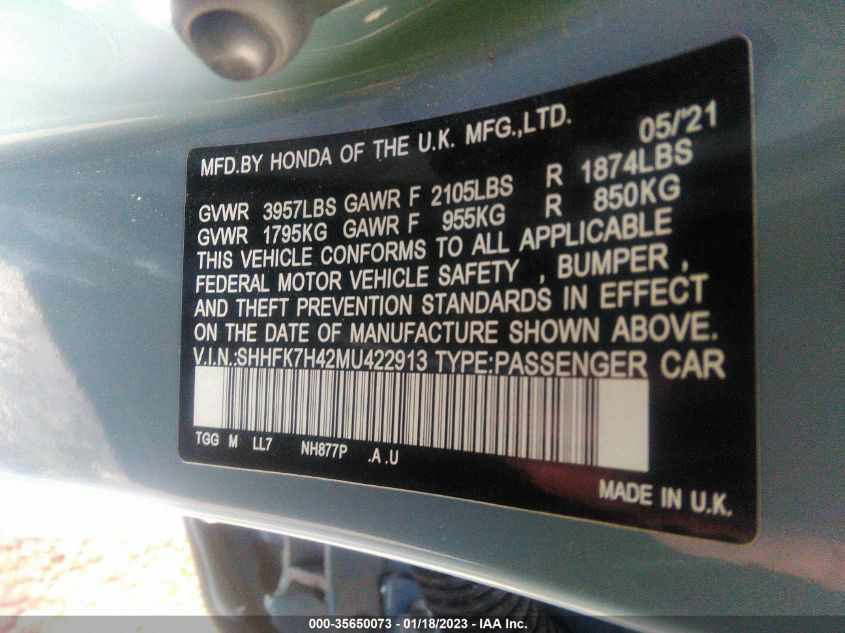 MFD.BY HONDA OF THE U.K. MFG.,LTD. 05/'21
GVWR 3957LBS GAWR F 2105LBS R 1874LBS
GVWR 1795KG GAWR F 955KG R 850KG
THIS VEHICLE CONFORMS TO ALL APPLICABLE
FEDERAL MOTOR VEHICLE SAFETY , BUMPER ,
AND THEFT PREVENTION STANDARDS IN EFFECT
ON THE DATE OF MANUFACTURE SHOWN ABOVE.
V.I.N.:SHHFK7H42MU422913 TYPE:PASSENGER CAR
TGG M LL7 NH877P .A .U
MADE IN U.K.
000-35650073 — 01/18/2023 — IAA Inc.